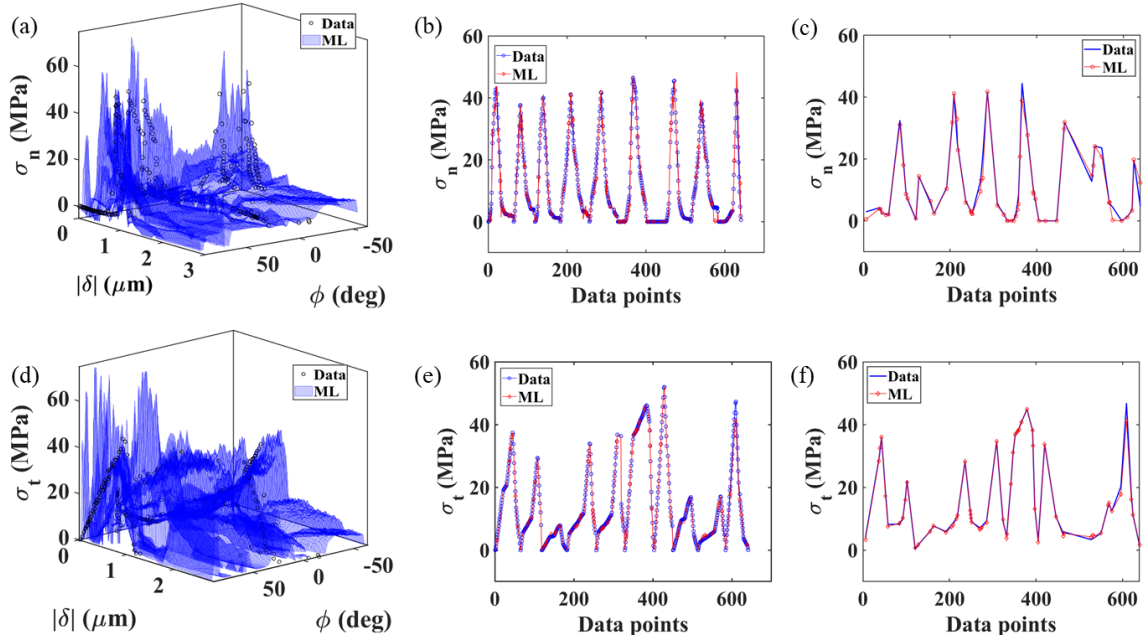 (a)
Data
ML
σn (MPa)
60
40
20
0
0
1
2
3
50
0
-50
|δ| (μm)
ϕ (deg)
(b)
Data
ML
σn (MPa)
60
40
20
0
0
200
400
600
Data points
(c)
Data
ML
σn (MPa)
60
40
20
0
0
200
400
600
Data points
(d)
Data
ML
σt (MPa)
60
40
20
0
0
1
2
50
0
-50
|δ| (μm)
ϕ (deg)
(e)
Data
ML
σt (MPa)
60
40
20
0
-10
0
200
400
600
Data points
(f)
Data
ML
σt (MPa)
60
40
20
0
-10
0
200
400
600
Data points